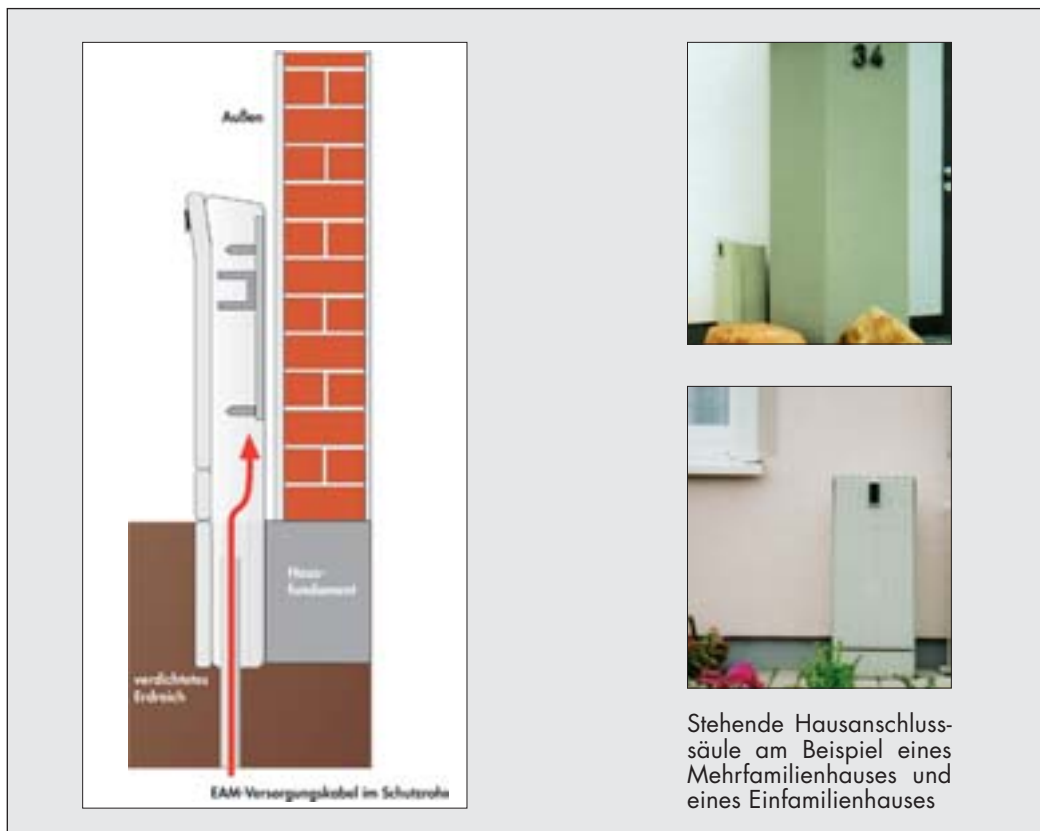 Außen
Haus-
fundament
verdichtetes
Erdreich
EAM-Versorgungskabel im Schutzrohr
34
Stehende Hausanschluss-
säule am Beispiel eines
Mehrfamilienhauses und
eines Einfamilienhauses